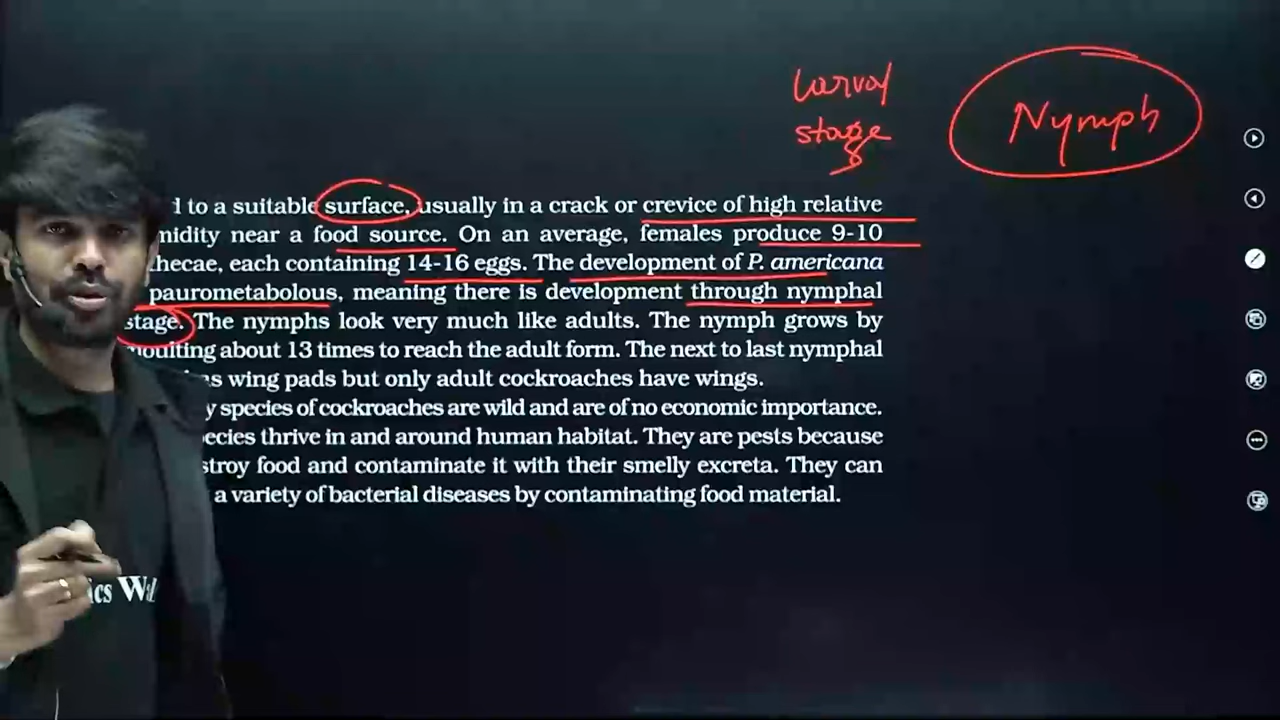 larval
stage
Nymph
d to a suitable surface, usually in a crack or crevice of high relative
midity near a food source. On an average, females produce 9-10
hecae, each containing 14-16 eggs. The development of P. americana
paurometabolous, meaning there is development through nymphal
stage. The nymphs look very much like adults. The nymph grows by
moulting about 13 times to reach the adult form. The next to last nymphal
as wing pads but only adult cockroaches have wings.
y species of cockroaches are wild and are of no economic importance.
ecies thrive in and around human habitat. They are pests because
stroy food and contaminate it with their smelly excreta. They can
a variety of bacterial diseases by contaminating food material.
ics W